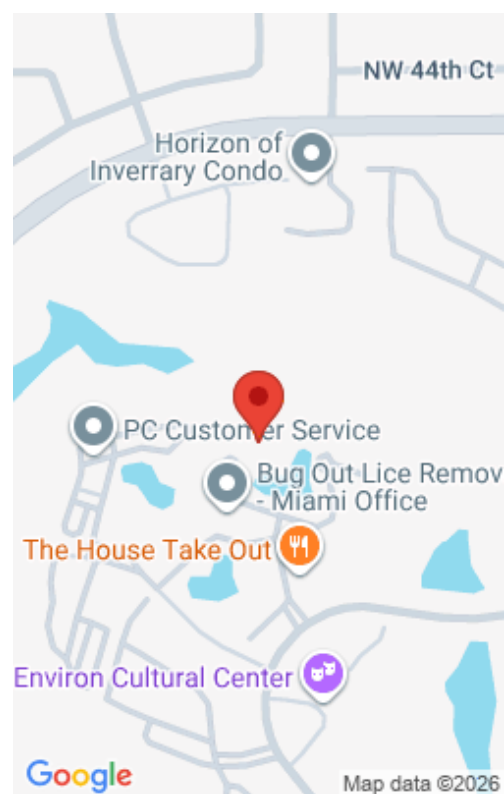 NW 44th Ct
Horizon of
Inverrary Condo
PC Customer Service
Bug Out Lice Remov
- Miami Office
The House Take Out
Environ Cultural Center
Google
Map data ©2026